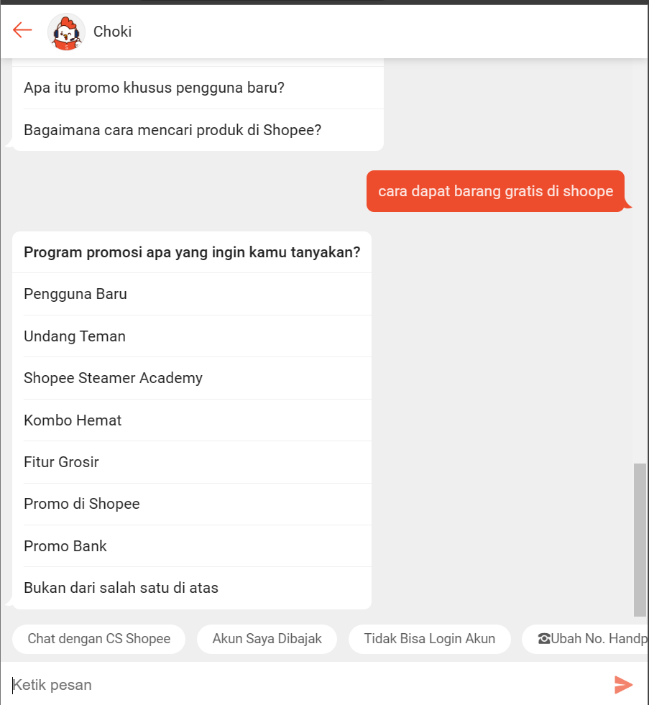 Choki
Apa itu promo khusus pengguna baru?
Bagaimana cara mencari produk di Shopee?
cara dapat barang gratis di shoope
Program promosi apa yang ingin kamu tanyakan?
Pengguna Baru
Undang Teman
Shopee Steamer Academy
Kombo Hemat
Fitur Grosir
Promo di Shopee
Promo Bank
Bukan dari salah satu di atas
Chat dengan CS Shopee
Akun Saya Dibajak
Tidak Bisa Login Akun
☎Ubah No. Handp
Ketik pesan